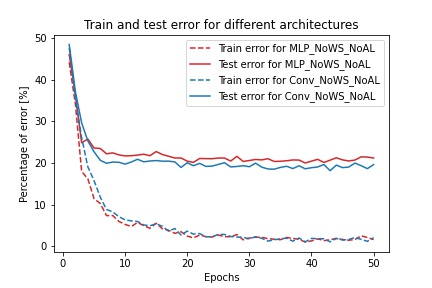 Train and test error for different architectures
Percentage of error [%]
50
40
30
20
10
0
Train error for MLP_NoWS_NoAL
Test error for MLP_NoWS_NoAL
Train error for Conv_NoWS_NoAL
Test error for Conv_NoWS_NoAL
0 10 20 30 40 50
Epochs